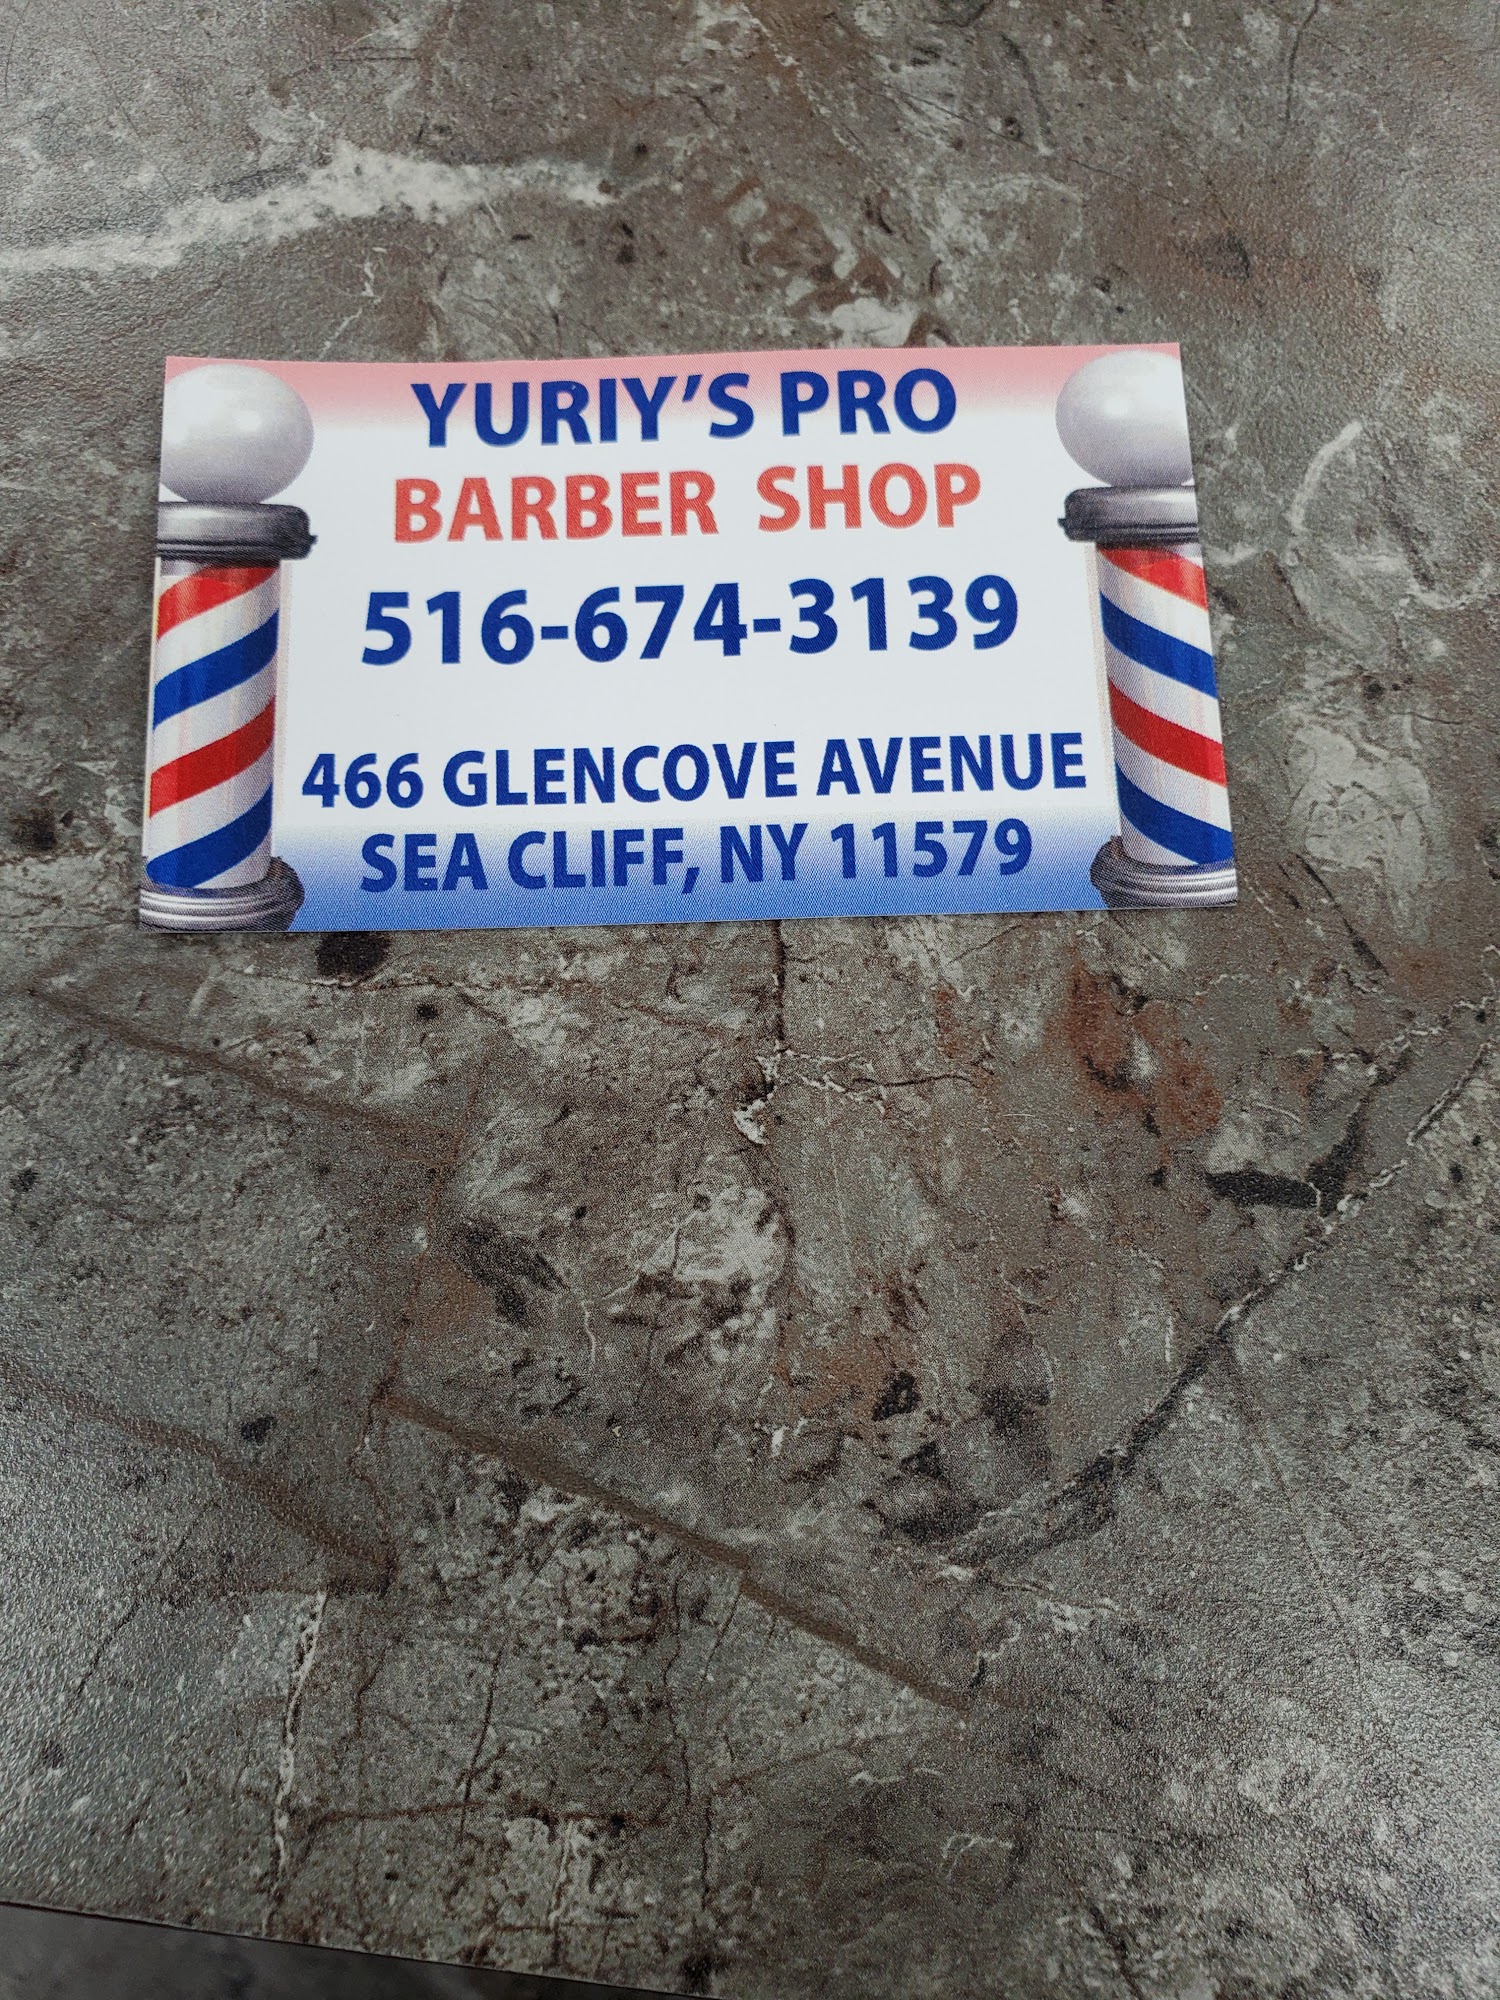 YURIY'S PRO
BARBER SHOP
516-674-3139
466 GLENCOVE AVENUE
SEA CLIFF, NY 11579